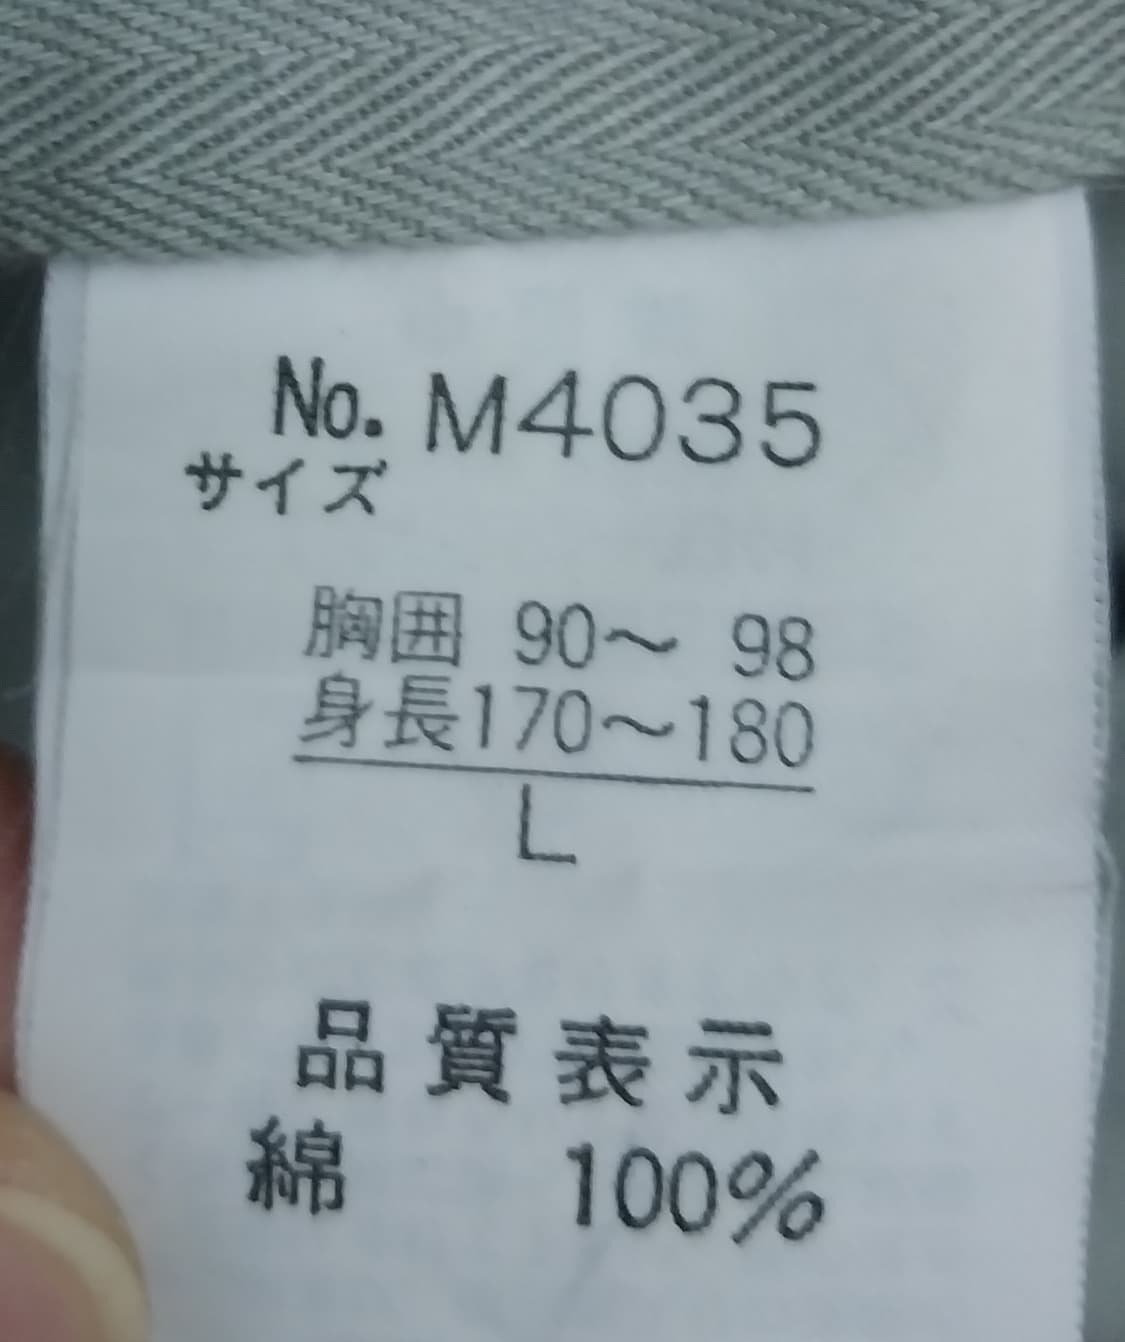 No. M4035
サイズ
胸囲 90～ 98
身長170～180
L
品質表示
綿 100%